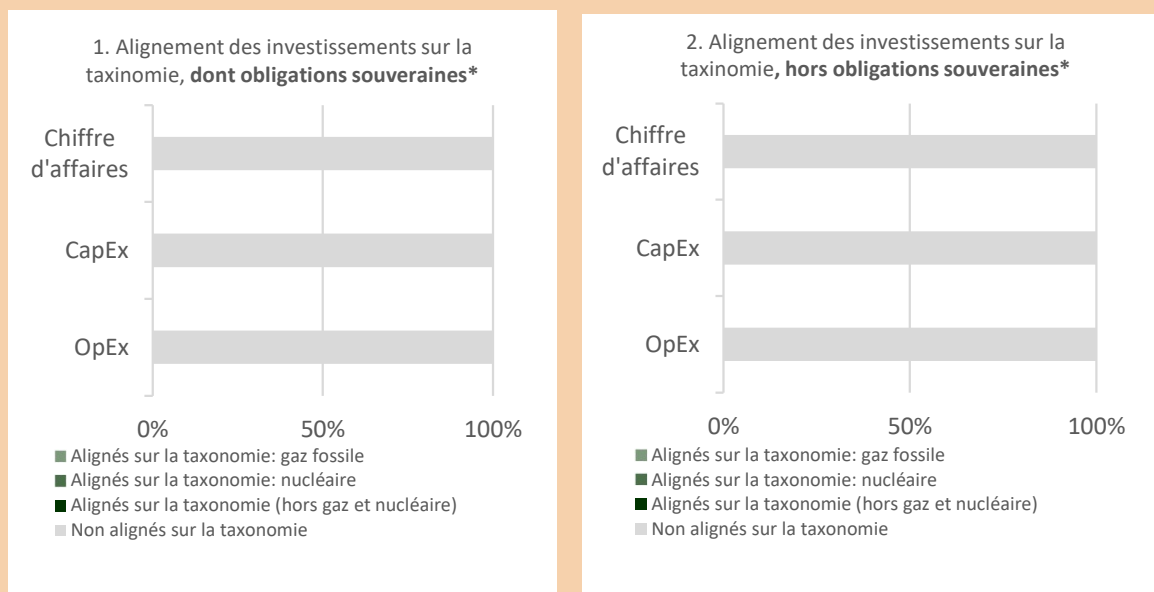 1. Alignement des investissements sur la
taxinomie, dont obligations souveraines*
Chiffre
d'affaires
CapEx
OpEx
0% 50% 100%
Alignés sur la taxonomie: gaz fossile
Alignés sur la taxonomie: nucléaire
Alignés sur la taxonomie (hors gaz et nucléaire)
Non alignés sur la taxonomie
2. Alignement des investissements sur la
taxinomie, hors obligations souveraines*
Chiffre
d'affaires
CapEx
OpEx
0% 50% 100%
Alignés sur la taxonomie: gaz fossile
Alignés sur la taxonomie: nucléaire
Alignés sur la taxonomie (hors gaz et nucléaire)
Non alignés sur la taxonomie